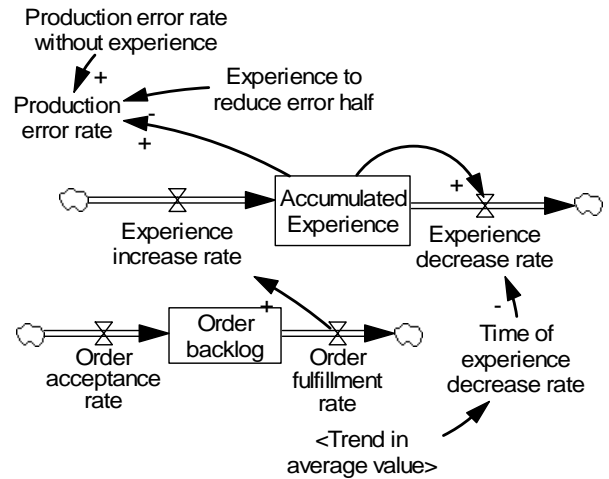 Production error rate
without experience
+
Experience to
reduce error half
Production
error rate
-
+
Accumulated
Experience
+
Experience
increase rate
Experience
decrease rate
+
Order
backlog
-
Order
acceptance
rate
Order
fulfillment
rate
Time of
experience
decrease rate
<Trend in
average value>